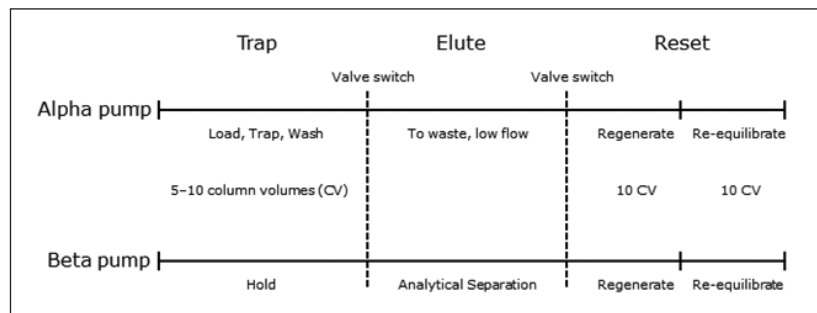 Trap Elute Reset
Valve switch Valve switch
Alpha pump
Load, Trap, Wash To waste, low flow Regenerate Re-equilibrate
5–10 column volumes (CV) 10 CV 10 CV
Beta pump
Hold Analytical Separation Regenerate Re-equilibrate